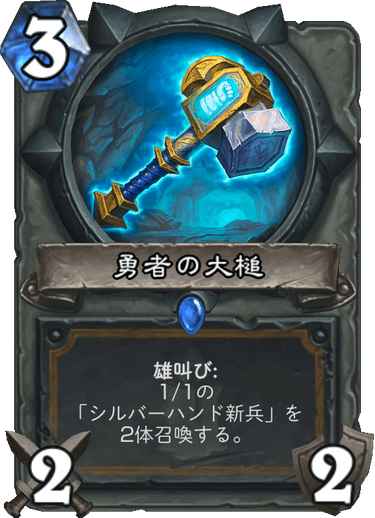 3
勇者の大槌
雄叫び:
1/1の
「シルバーハンド新兵」を
2体召喚する。
2
2